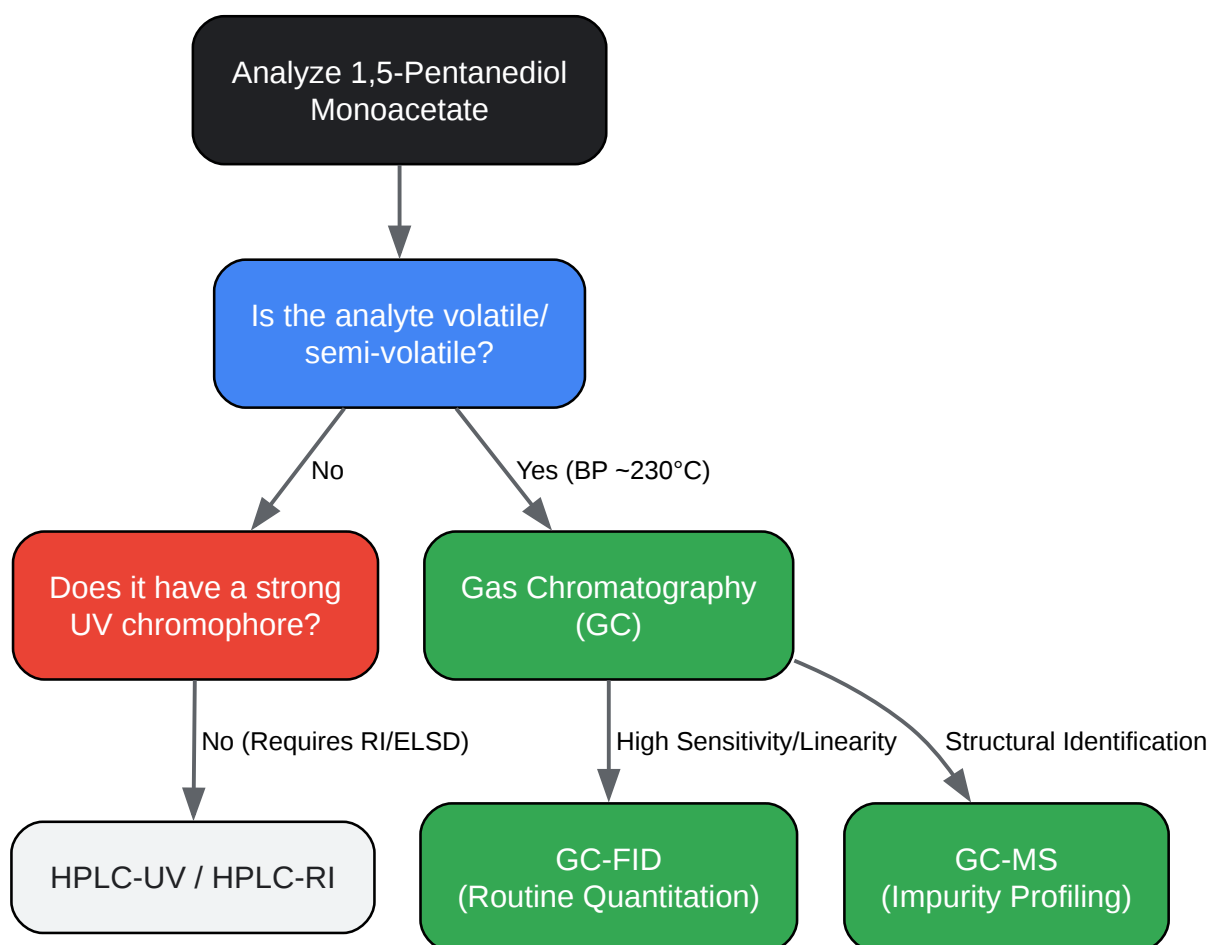 Analyze 1,5-Pentanediol
Monoacetate
Is the analyte volatile/
semi-volatile?
No
Yes (BP ~230°C)
Does it have a strong
UV chromophore?
Gas Chromatography
(GC)
No (Requires RI/ELSD)
High Sensitivity/Linearity
Structural Identification
HPLC-UV / HPLC-RI
GC-FID
(Routine Quantitation)
GC-MS
(Impurity Profiling)